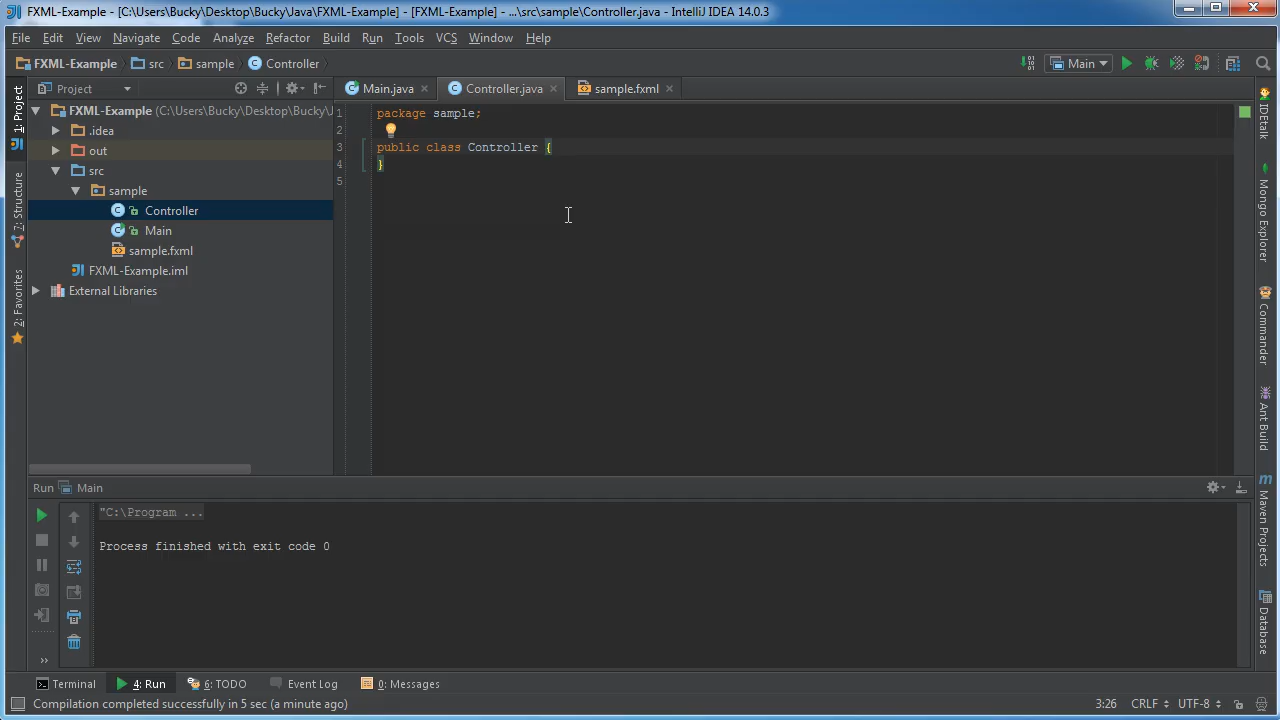 FXML-Example - [C:\Users\Bucky\Desktop\Bucky\Java\FXML-Example] - [FXML-Example] - ...\src\sample\Controller.java - IntelliJ IDEA 14.0.3
File Edit View Navigate Code Analyze Refactor Build Run Tools VCS Window Help
FXML-Example src sample Controller Main
Project Main.java Controller.java sample.fxml
1: Project
7: Structure
2: Favorites
FXML-Example (C:\Users\Bucky\Desktop\Bucky\J
.idea
out
src
sample
Controller
Main
sample.fxml
FXML-Example.iml
External Libraries
1 package sample;
2
3 public class Controller {
4 }
5
IDEtalk
Mongo Explorer
Commander
Ant Build
Maven Projects
Database
Run Main
"C:\Program ...
Process finished with exit code 0
Terminal 4: Run 6: TODO Event Log 0: Messages
Compilation completed successfully in 5 sec (a minute ago) 3:26 CRLF UTF-8